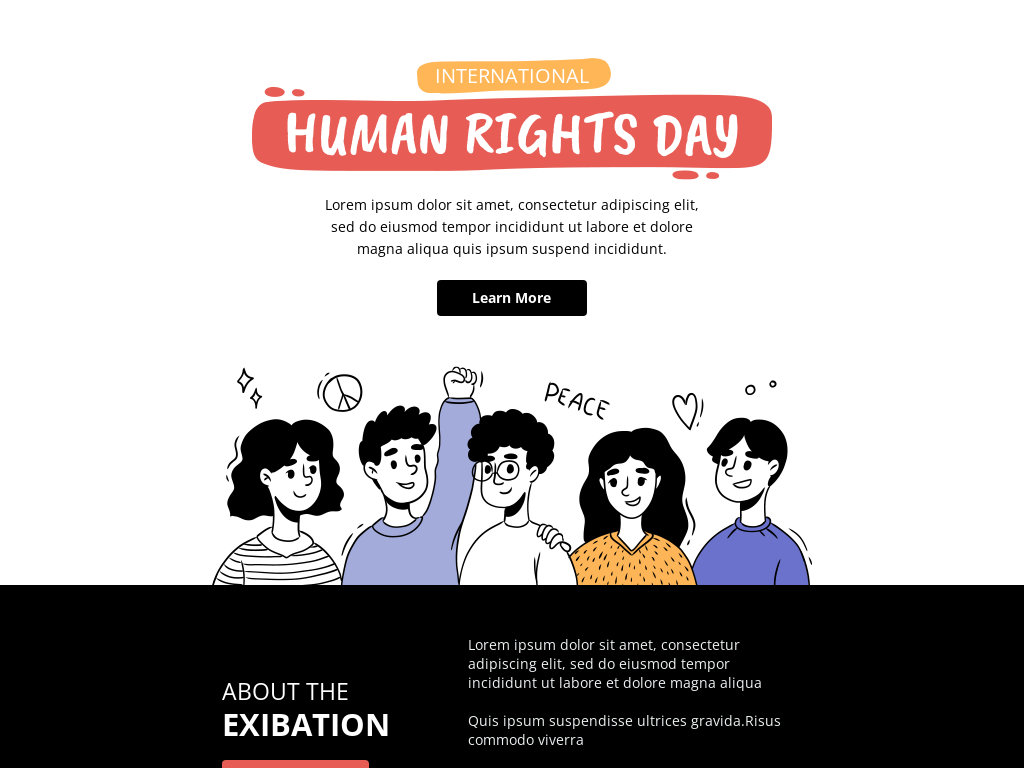 INTERNATIONAL
HUMAN RIGHTS DAY
Lorem ipsum dolor sit amet, consectetur adipiscing elit,
sed do eiusmod tempor incididunt ut labore et dolore
magna aliqua quis ipsum suspend incididunt.
Learn More
PEACE
ABOUT THE
EXIBATION
Lorem ipsum dolor sit amet, consectetur
adipiscing elit, sed do eiusmod tempor
incididunt ut labore et dolore magna aliqua
Quis ipsum suspendisse ultrices gravida.Risus
commodo viverra